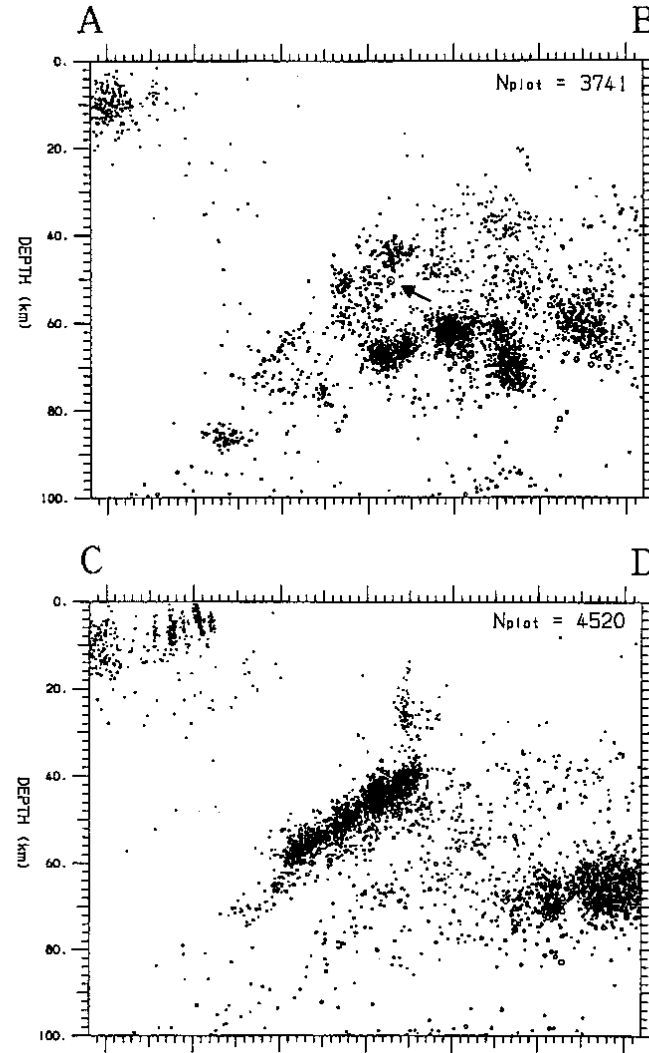 A B
Nplot = 3741
0.
20.
40.
60.
80.
100.
DEPTH (km)
C D
Nplot = 4520
0.
20.
40.
60.
80.
100.
DEPTH (km)